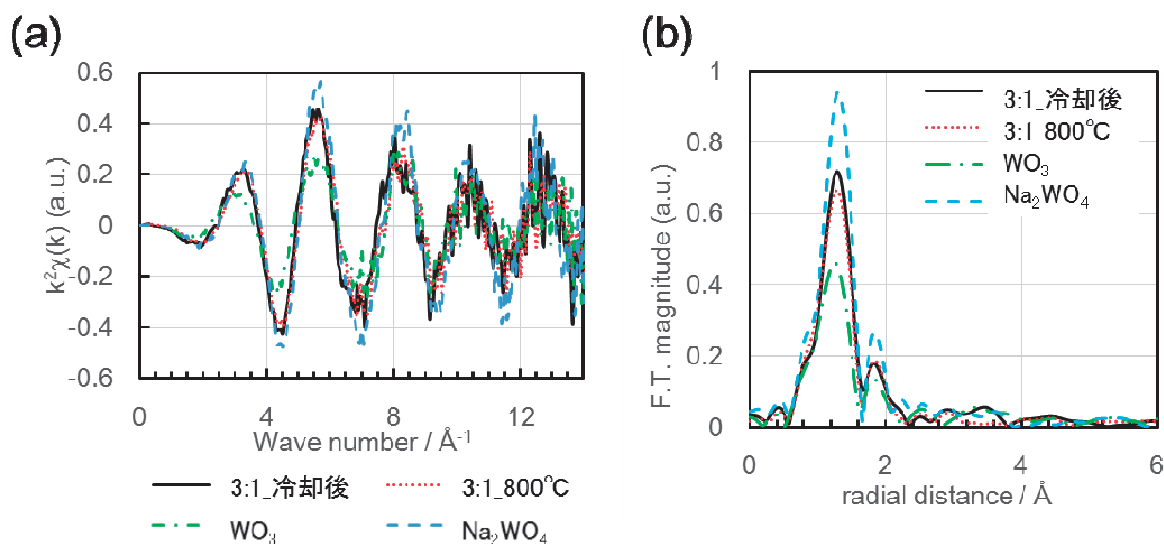 (a)
k²χ(k) (a.u.)
0.6
0.4
0.2
0
-0.2
-0.4
-0.6
0
4
8
12
Wave number / Å⁻¹
3:1_冷却後
3:1_800℃
WO₃
Na₂WO₄
(b)
F.T. magnitude (a.u.)
1
0.8
0.6
0.4
0.2
0
3:1_冷却後
3:1 800℃
WO₃
Na₂WO₄
0
2
4
6
radial distance / Å